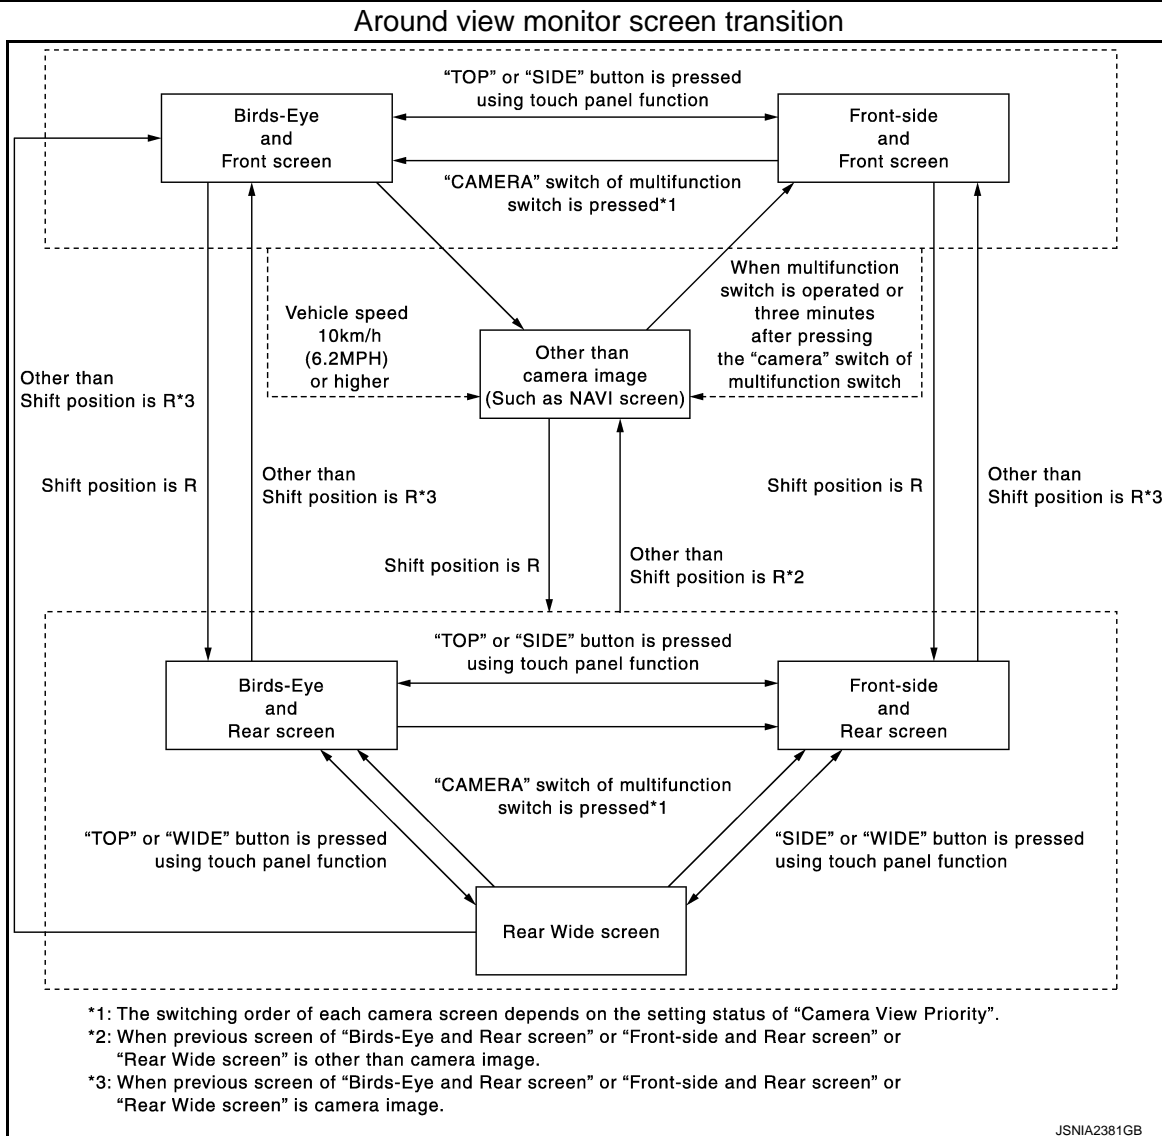 Around view monitor screen transition
“TOP” or “SIDE” button is pressed
using touch panel function
Birds-Eye
and
Front screen
Front-side
and
Front screen
“CAMERA” switch of multifunction
switch is pressed*1
Vehicle speed
10km/h
(6.2MPH)
or higher
Other than
camera image
(Such as NAVI screen)
When multifunction
switch is operated or
three minutes
after pressing
the “camera” switch of
multifunction switch
Other than
Shift position is R*3
Shift position is R
Other than
Shift position is R*3
Shift position is R
Other than
Shift position is R*3
Shift position is R
Other than
Shift position is R*2
“TOP” or “SIDE” button is pressed
using touch panel function
Birds-Eye
and
Rear screen
Front-side
and
Rear screen
“CAMERA” switch of multifunction
switch is pressed*1
“TOP” or “WIDE” button is pressed
using touch panel function
“SIDE” or “WIDE” button is pressed
using touch panel function
Rear Wide screen
*1: The switching order of each camera screen depends on the setting status of “Camera View Priority”.
*2: When previous screen of “Birds-Eye and Rear screen” or “Front-side and Rear screen” or
“Rear Wide screen” is other than camera image.
*3: When previous screen of “Birds-Eye and Rear screen” or “Front-side and Rear screen” or
“Rear Wide screen” is camera image.
JSNIA2381GB